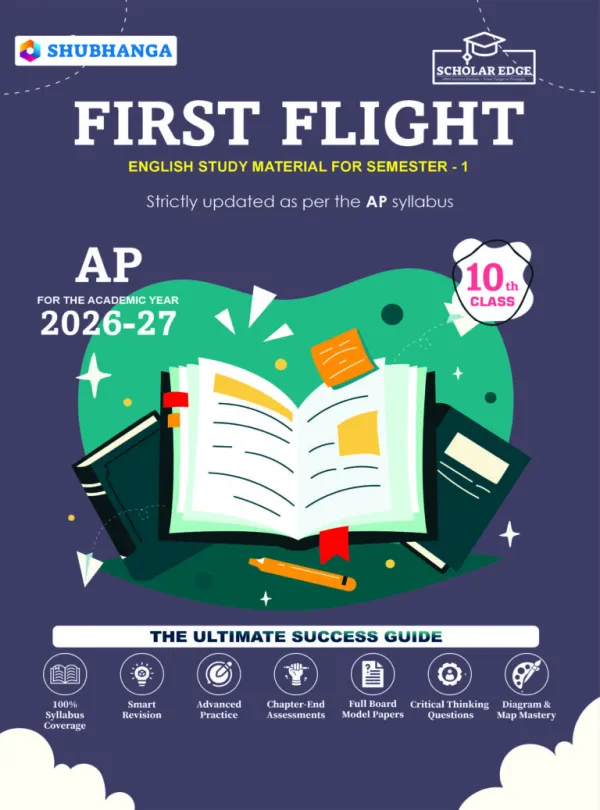 SHUBHANGA
SCHOLAR EDGE
FIRST FLIGHT
ENGLISH STUDY MATERIAL FOR SEMESTER - 1
Strictly updated as per the AP syllabus
AP
FOR THE ACADEMIC YEAR
2026-27
10th
CLASS
THE ULTIMATE SUCCESS GUIDE
100%
Syllabus
Coverage
Smart
Revision
Advanced
Practice
Chapter-End
Assessments
Full Board
Model Papers
Critical Thinking
Questions
Diagram &
Map Mastery